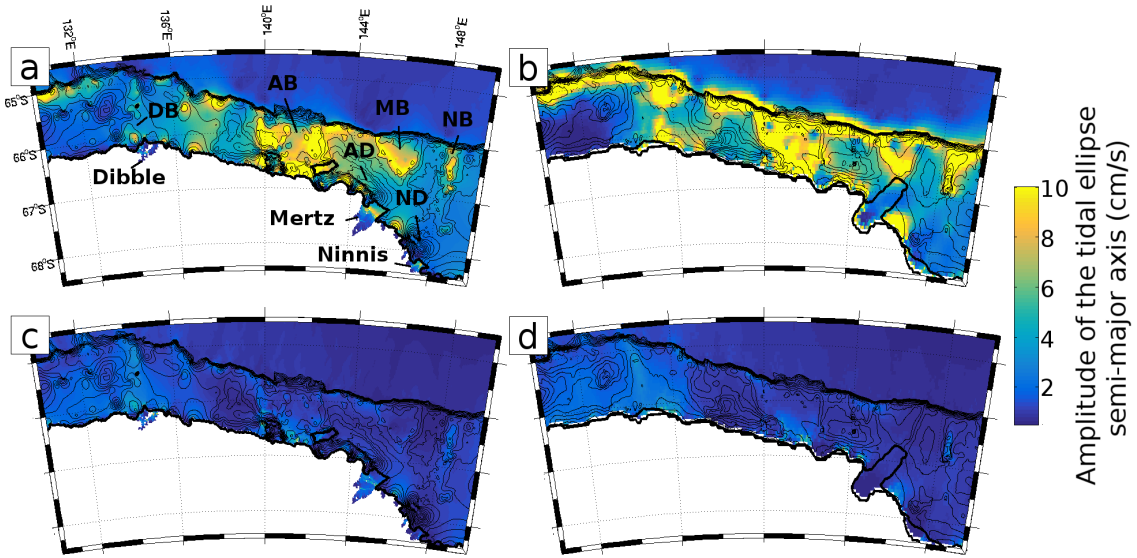 132°E
136°E
140°E
144°E
148°E
a
b
65°S
66°S
67°S
68°S
AB
MB
NB
DB
AD
ND
Dibble
Mertz
Ninnis
c
d
10
8
6
4
2
Amplitude of the tidal ellipse
semi-major axis (cm/s)